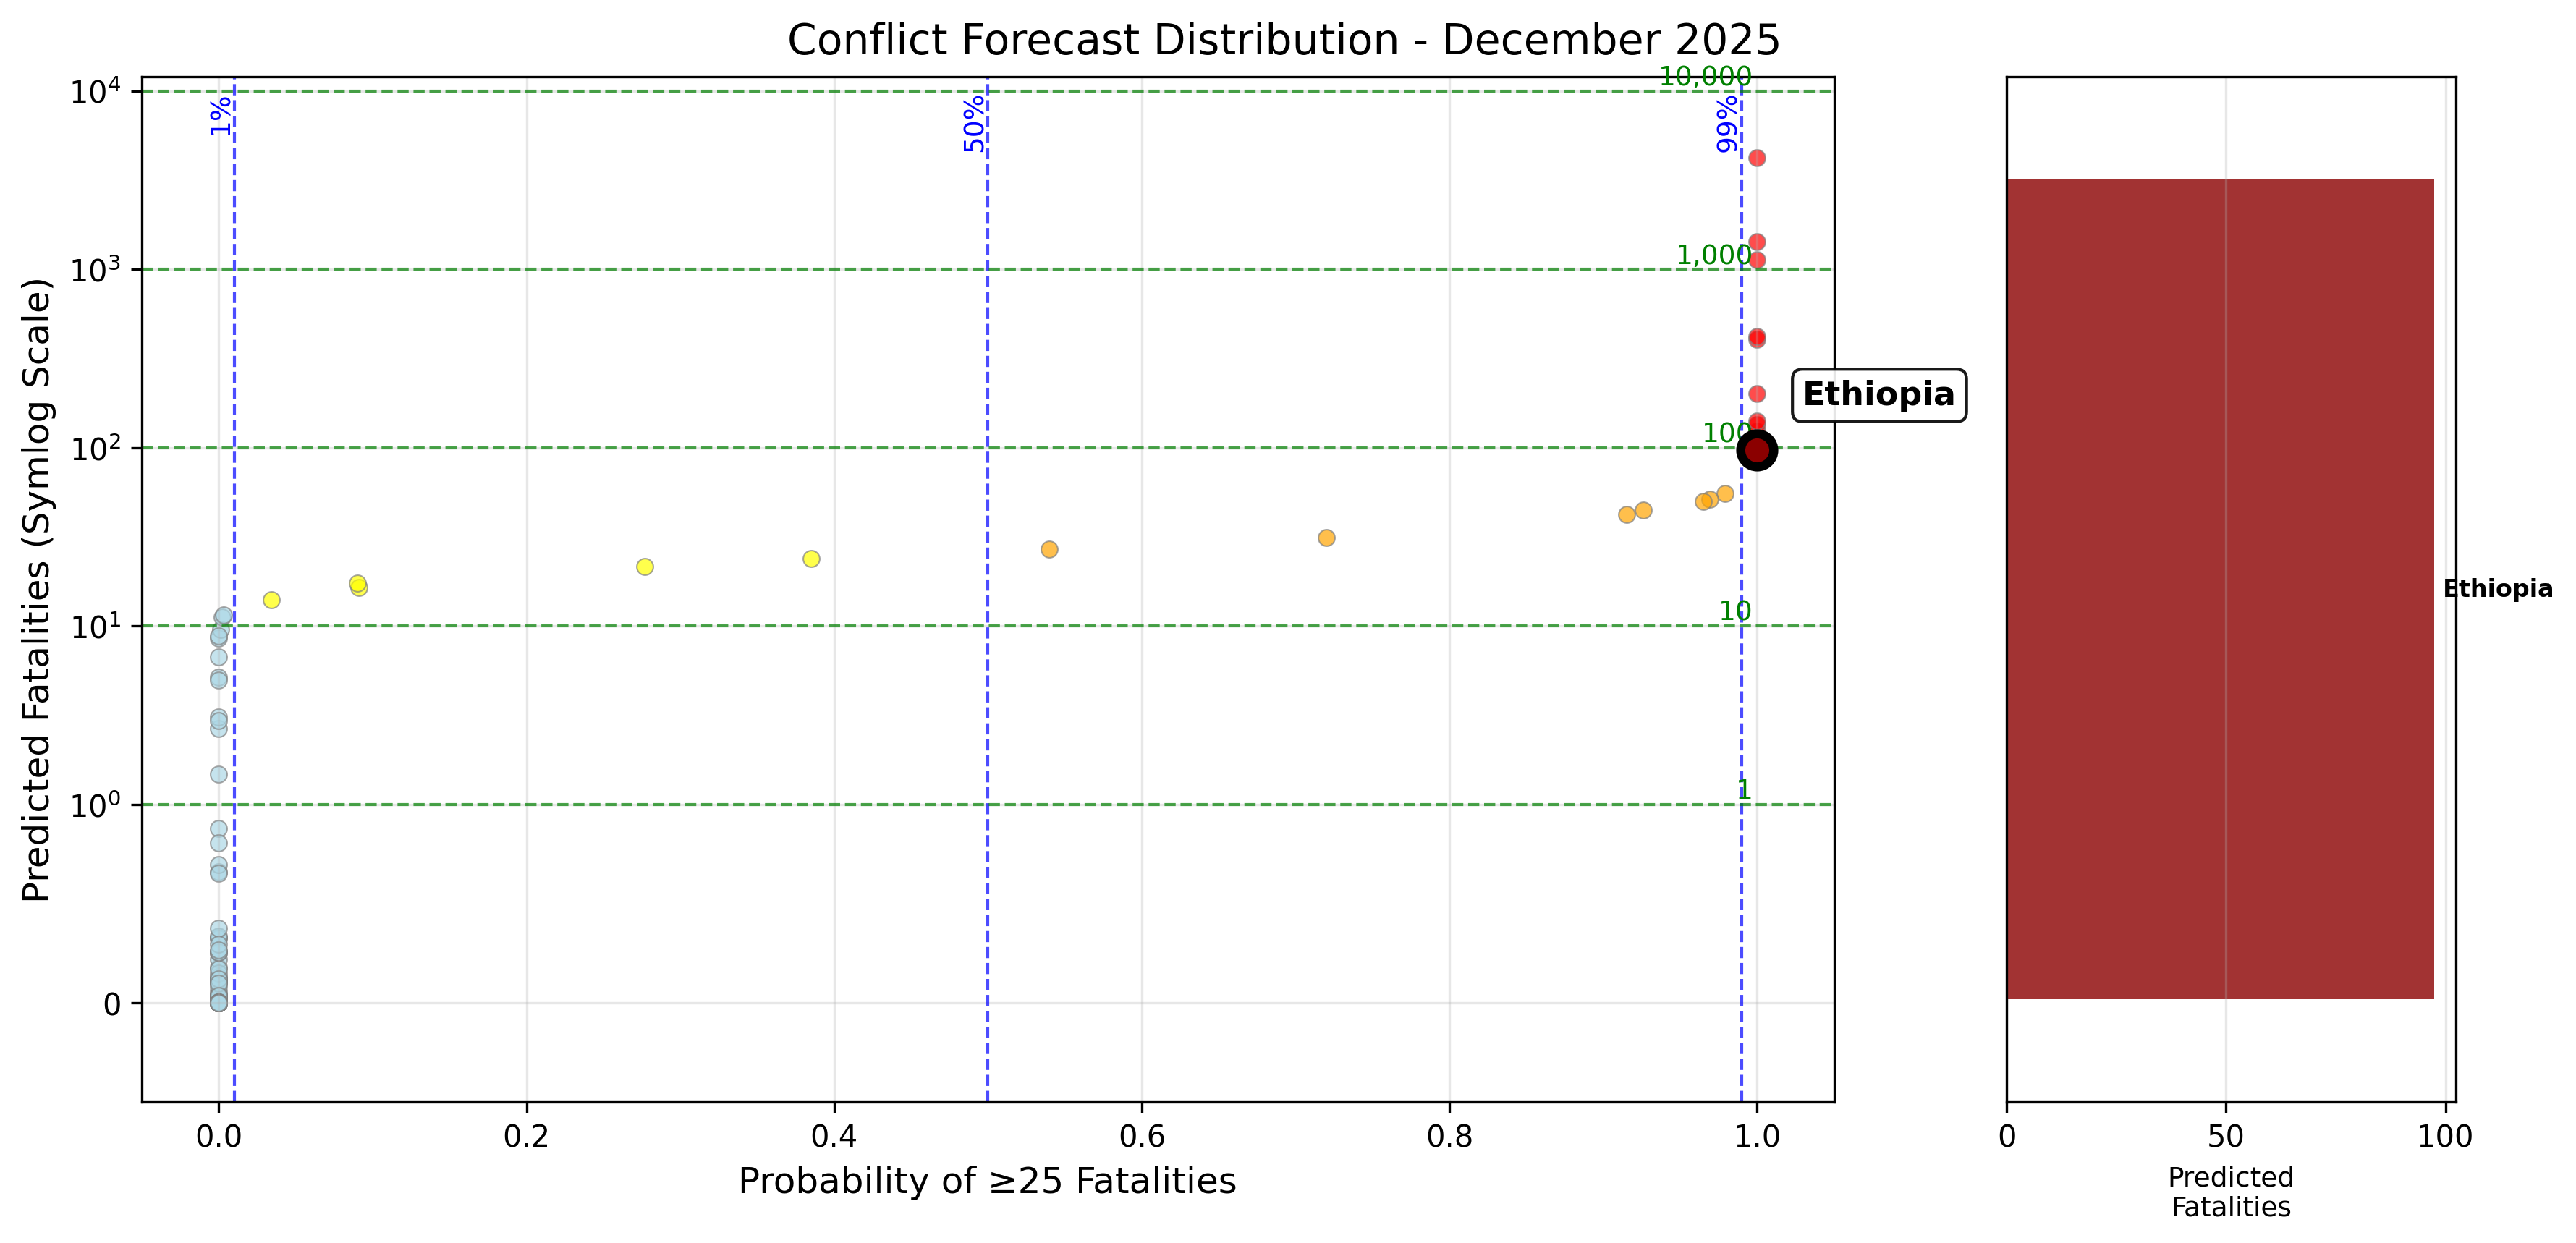 Conflict Forecast Distribution - December 2025
Predicted Fatalities (Symlog Scale)
10⁴
10³
10²
10¹
10⁰
0
1%
50%
99%
10,000
1,000
100
10
1
Ethiopia
0.0 0.2 0.4 0.6 0.8 1.0
Probability of ≥25 Fatalities
Ethiopia
0 50 100
Predicted
Fatalities